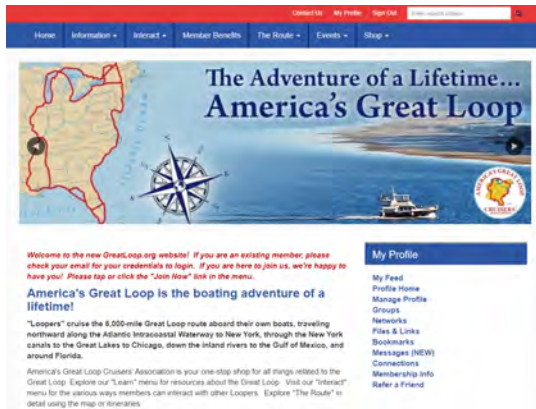 Contact Us My Profile Sign Out Enter search criteria...
Home Information Interact Member Benefits The Route Events Shop
The Adventure of a Lifetime...
America's Great Loop
AMERICA'S GREAT LOOP
CRUISERS'
Welcome to the new GreatLoop.org website! If you are an existing member, please
check your email for your credentials to login. If you are here to join us, we're happy to
have you! Please tap or click the "Join Now" link in the menu.
America's Great Loop is the boating adventure of a
lifetime!
"Loopers" cruise the 6,000-mile Great Loop route aboard their own boats, traveling
northward along the Atlantic Intracoastal Waterway to New York, through the New York
canals to the Great Lakes to Chicago, down the inland rivers to the Gulf of Mexico, and
around Florida.
America's Great Loop Cruisers' Association is your one-stop shop for all things related to the
Great Loop. Explore our "Learn" menu for resources about the Great Loop. Visit our "Interact"
menu for the various ways members can interact with other Loopers. Explore "The Route" in
detail using the map or itineraries.
My Profile
My Feed
Profile Home
Manage Profile
Groups
Networks
Files & Links
Bookmarks
Messages (NEW)
Connections
Membership Info
Refer a Friend